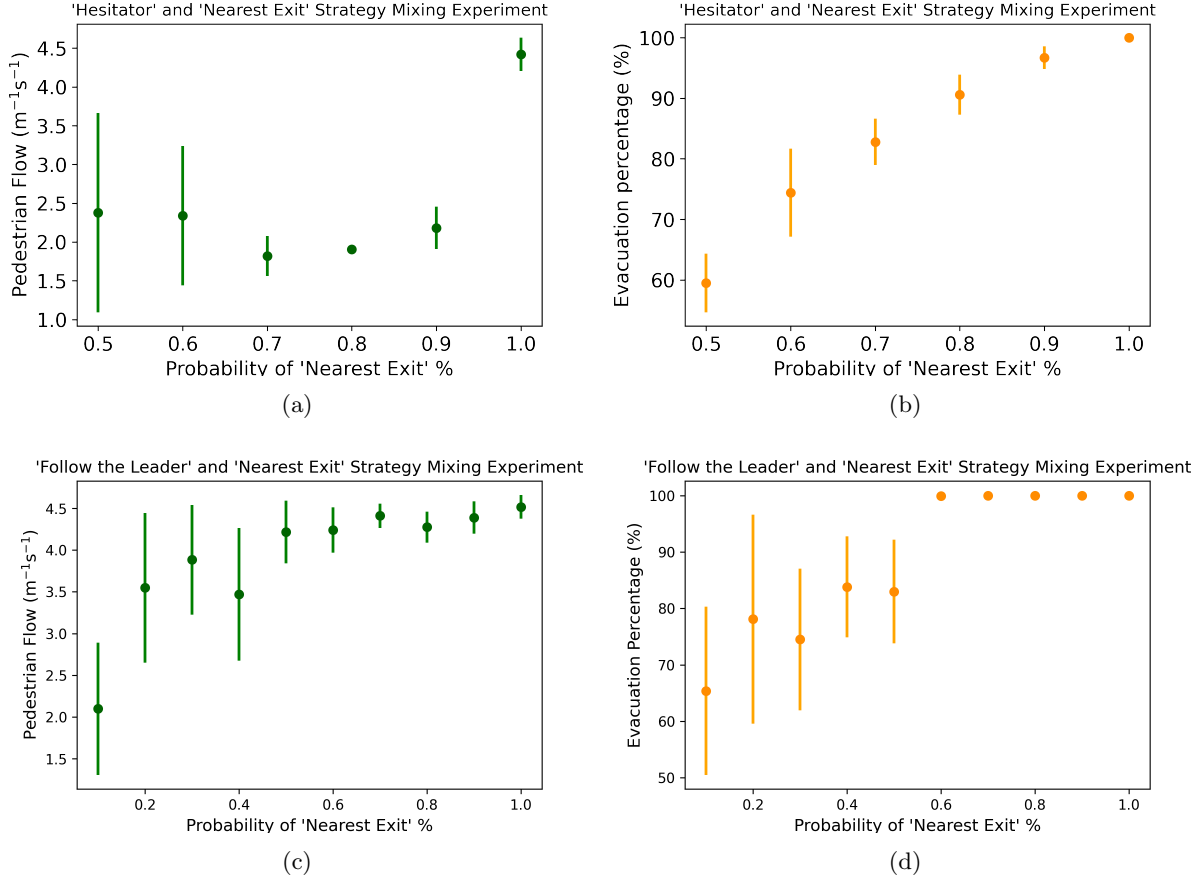 'Hesitator' and 'Nearest Exit' Strategy Mixing Experiment
Pedestrian Flow (m⁻¹s⁻¹)
4.5
4.0
3.5
3.0
2.5
2.0
1.5
1.0
0.5 0.6 0.7 0.8 0.9 1.0
Probability of 'Nearest Exit' %
(a)
'Hesitator' and 'Nearest Exit' Strategy Mixing Experiment
Evacuation percentage (%)
100
90
80
70
60
0.5 0.6 0.7 0.8 0.9 1.0
Probability of 'Nearest Exit' %
(b)
'Follow the Leader' and 'Nearest Exit' Strategy Mixing Experiment
Pedestrian Flow (m⁻¹s⁻¹)
4.5
4.0
3.5
3.0
2.5
2.0
1.5
0.2 0.4 0.6 0.8 1.0
Probability of 'Nearest Exit' %
(c)
'Follow the Leader' and 'Nearest Exit' Strategy Mixing Experiment
Evacuation Percentage (%)
100
90
80
70
60
50
0.2 0.4 0.6 0.8 1.0
Probability of 'Nearest Exit' %
(d)